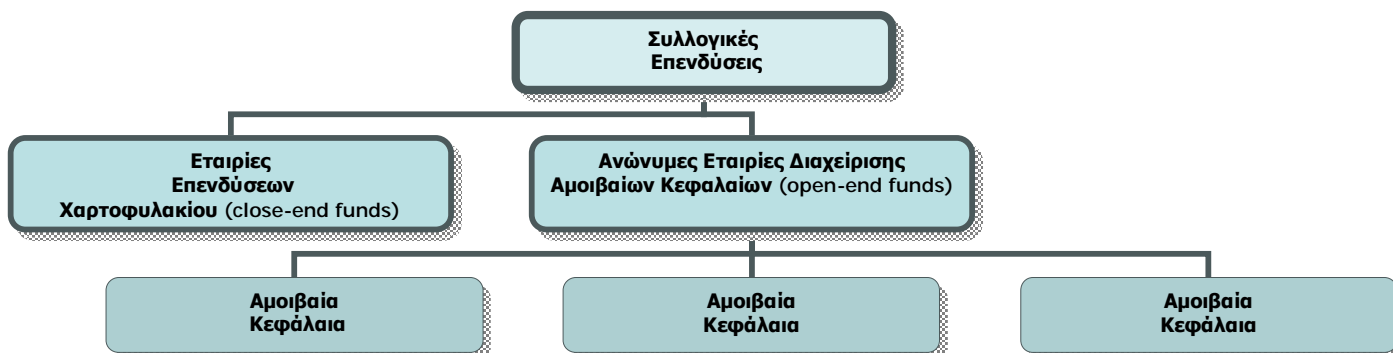 Συλλογικές
Επενδύσεις
Εταιρίες
Επενδύσεων
Χαρτοφυλακίου (close-end funds)
Ανώνυμες Εταιρίες Διαχείρισης
Αμοιβαίων Κεφαλαίων (open-end funds)
Αμοιβαία
Κεφάλαια
Αμοιβαία
Κεφάλαια
Αμοιβαία
Κεφάλαια